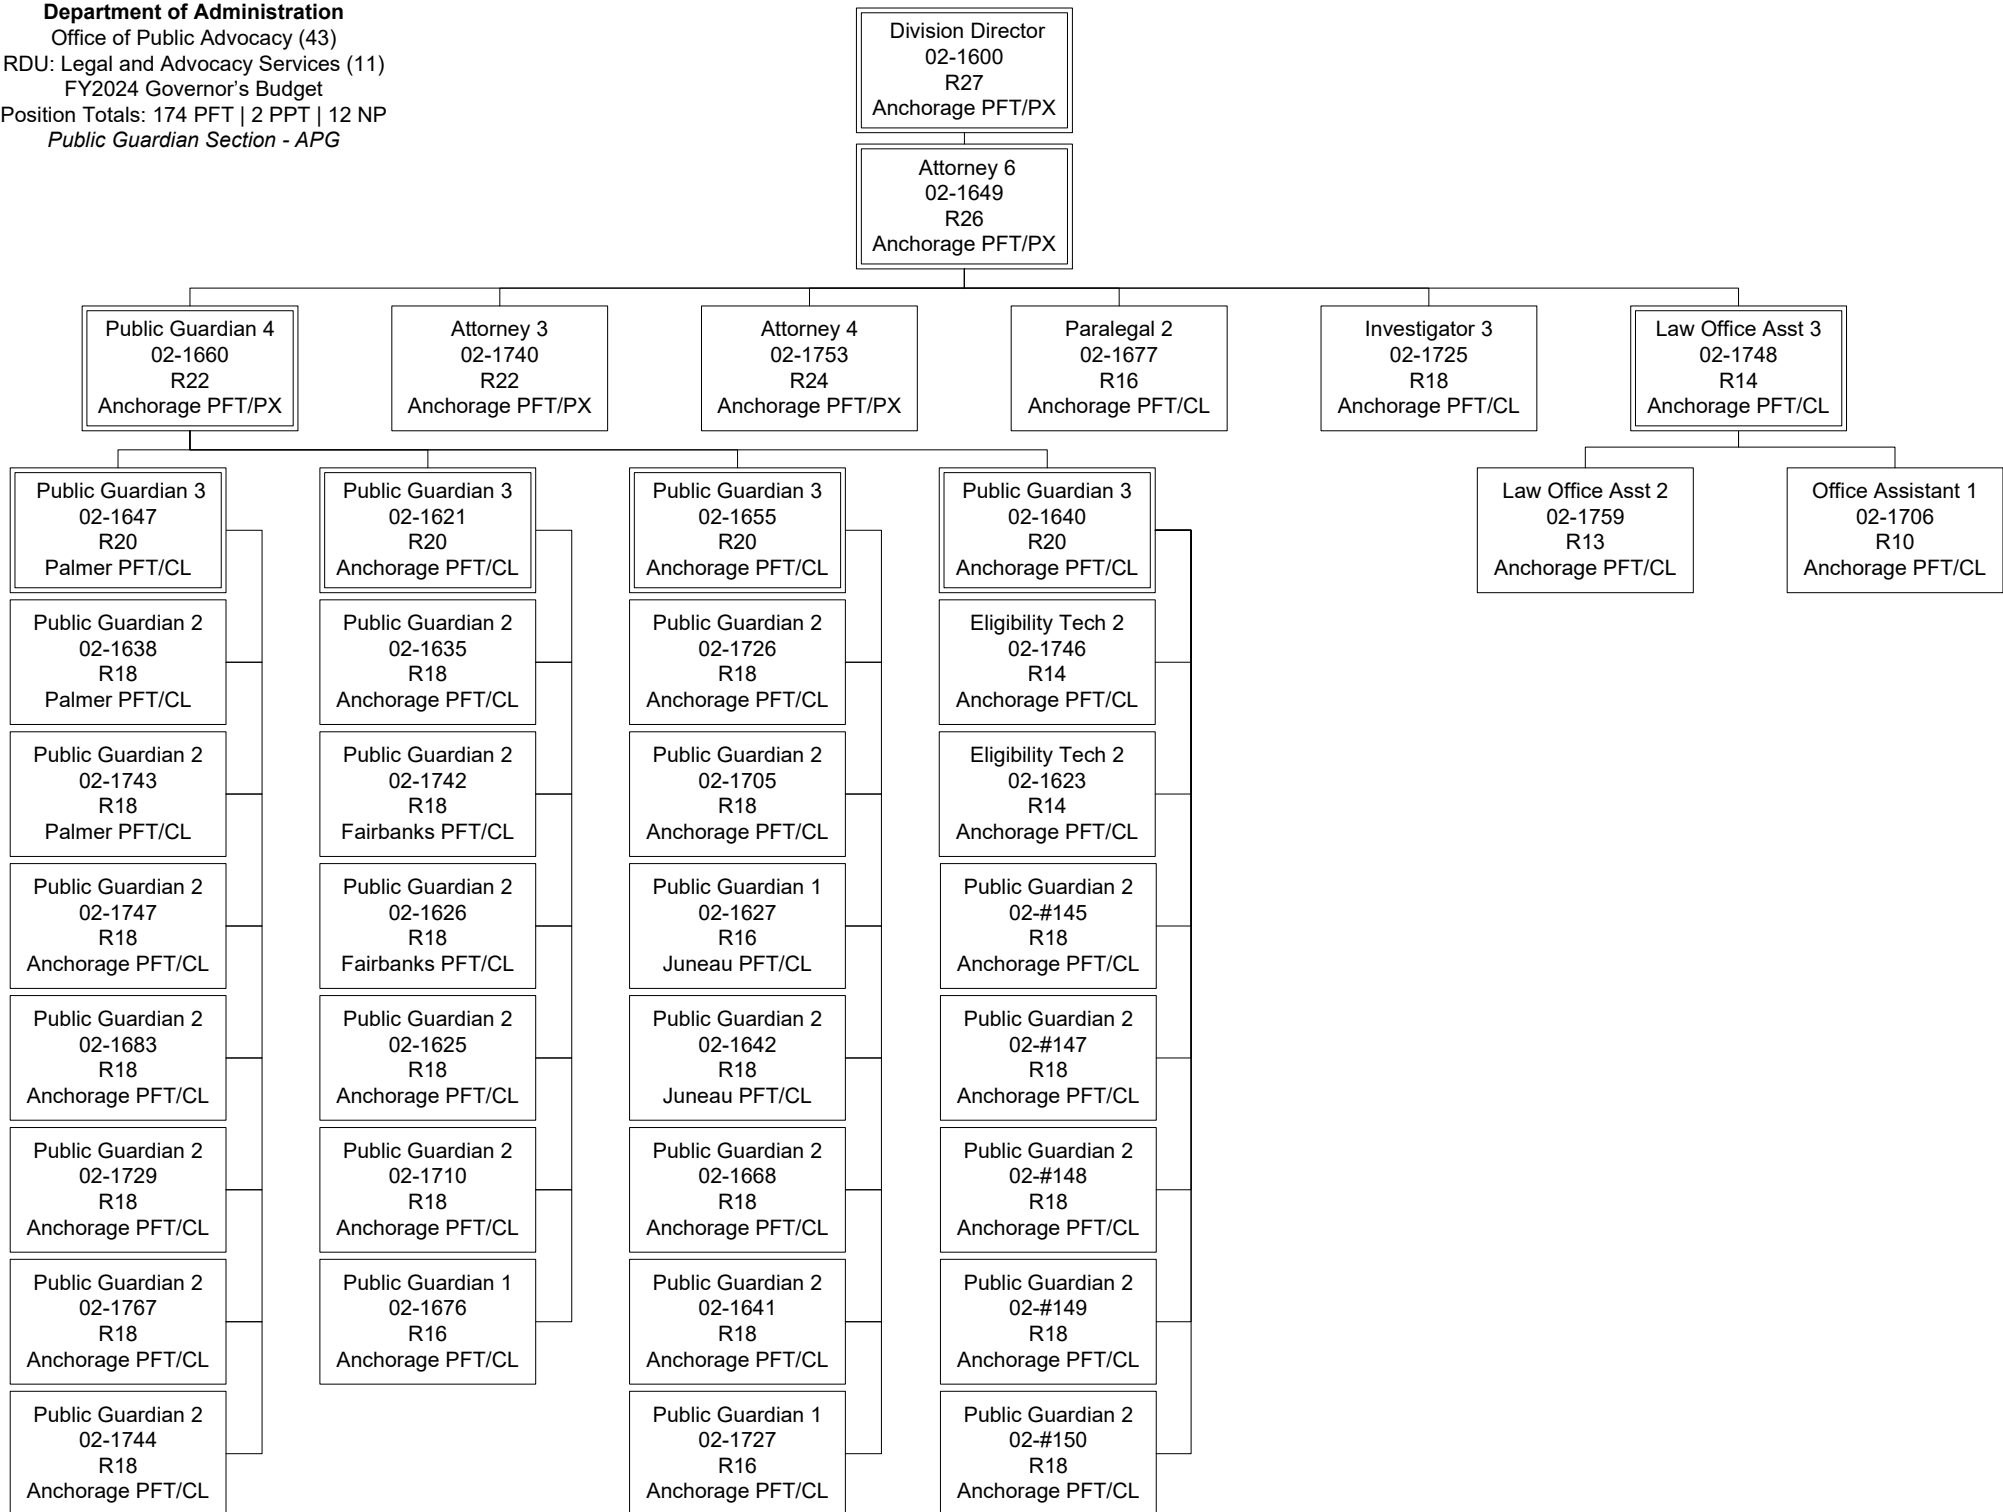 Department of Administration
Office of Public Advocacy (43)
RDU: Legal and Advocacy Services (11)
FY2024 Governor's Budget
Position Totals: 174 PFT | 2 PPT | 12 NP
Public Guardian Section - APG
Division Director
02-1600
R27
Anchorage PFT/PX
Attorney 6
02-1649
R26
Anchorage PFT/PX
Public Guardian 4
02-1660
R22
Anchorage PFT/PX
Attorney 3
02-1740
R22
Anchorage PFT/PX
Attorney 4
02-1753
R24
Anchorage PFT/PX
Paralegal 2
02-1677
R16
Anchorage PFT/CL
Investigator 3
02-1725
R18
Anchorage PFT/CL
Law Office Asst 3
02-1748
R14
Anchorage PFT/CL
Public Guardian 3
02-1647
R20
Palmer PFT/CL
Public Guardian 2
02-1638
R18
Palmer PFT/CL
Public Guardian 2
02-1743
R18
Palmer PFT/CL
Public Guardian 2
02-1747
R18
Anchorage PFT/CL
Public Guardian 2
02-1683
R18
Anchorage PFT/CL
Public Guardian 2
02-1729
R18
Anchorage PFT/CL
Public Guardian 2
02-1767
R18
Anchorage PFT/CL
Public Guardian 2
02-1744
R18
Anchorage PFT/CL
Public Guardian 3
02-1621
R20
Anchorage PFT/CL
Public Guardian 2
02-1635
R18
Anchorage PFT/CL
Public Guardian 2
02-1742
R18
Fairbanks PFT/CL
Public Guardian 2
02-1626
R18
Fairbanks PFT/CL
Public Guardian 2
02-1625
R18
Anchorage PFT/CL
Public Guardian 2
02-1710
R18
Anchorage PFT/CL
Public Guardian 1
02-1676
R16
Anchorage PFT/CL
Public Guardian 3
02-1655
R20
Anchorage PFT/CL
Public Guardian 2
02-1726
R18
Anchorage PFT/CL
Public Guardian 2
02-1705
R18
Anchorage PFT/CL
Public Guardian 1
02-1627
R16
Juneau PFT/CL
Public Guardian 2
02-1642
R18
Juneau PFT/CL
Public Guardian 2
02-1668
R18
Anchorage PFT/CL
Public Guardian 2
02-1641
R18
Anchorage PFT/CL
Public Guardian 1
02-1727
R16
Anchorage PFT/CL
Public Guardian 3
02-1640
R20
Anchorage PFT/CL
Eligibility Tech 2
02-1746
R14
Anchorage PFT/CL
Eligibility Tech 2
02-1623
R14
Anchorage PFT/CL
Public Guardian 2
02-#145
R18
Anchorage PFT/CL
Public Guardian 2
02-#147
R18
Anchorage PFT/CL
Public Guardian 2
02-#148
R18
Anchorage PFT/CL
Public Guardian 2
02-#149
R18
Anchorage PFT/CL
Public Guardian 2
02-#150
R18
Anchorage PFT/CL
Law Office Asst 2
02-1759
R13
Anchorage PFT/CL
Office Assistant 1
02-1706
R10
Anchorage PFT/CL